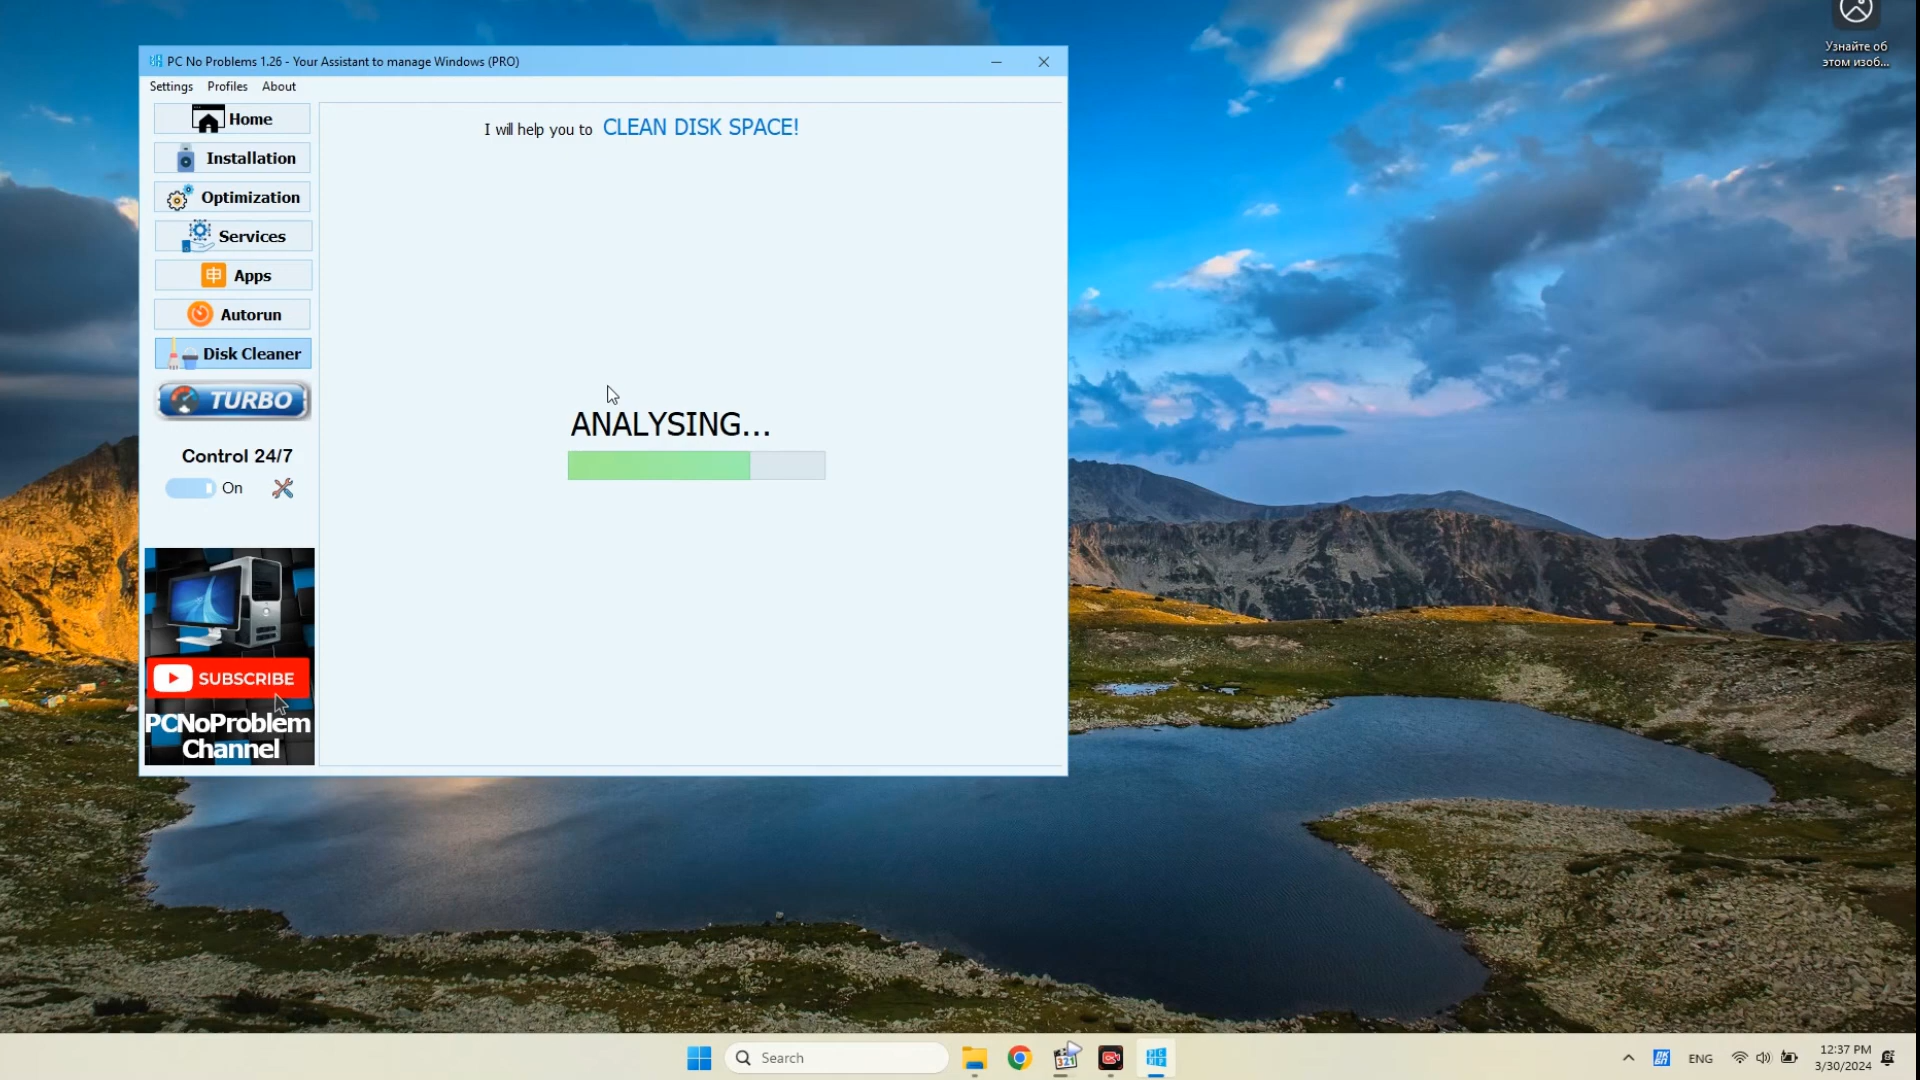 Узнайте об
этом изоб...
PC No Problems 1.26 - Your Assistant to manage Windows (PRO)
Settings Profiles About
Home
Installation
Optimization
Services
Apps
Autorun
Disk Cleaner
TURBO
Control 24/7
On
SUBSCRIBE
PCNoProblem
Channel
I will help you to CLEAN DISK SPACE!
ANALYSING...
Search
321
ENG
12:37 PM
3/30/2024